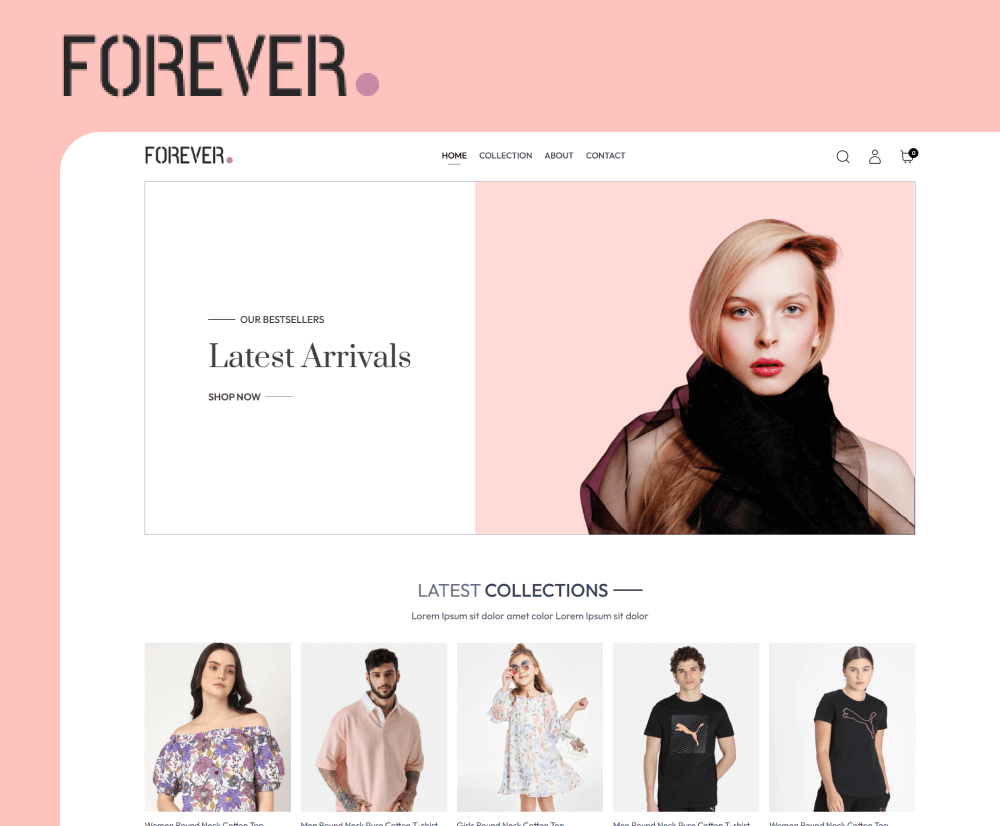 FOREVER.
FOREVER.
HOME COLLECTION ABOUT CONTACT
0
OUR BESTSELLERS
Latest Arrivals
SHOP NOW
LATEST COLLECTIONS
Lorem Ipsum sit dolor amet color Lorem Ipsum sit dolor
Women Round Neck Cotton Top
Men Round Neck Pure Cotton T-shirt
Girls Round Neck Cotton Top
Men Round Neck Pure Cotton T-shirt
Women Round Neck Cotton Top